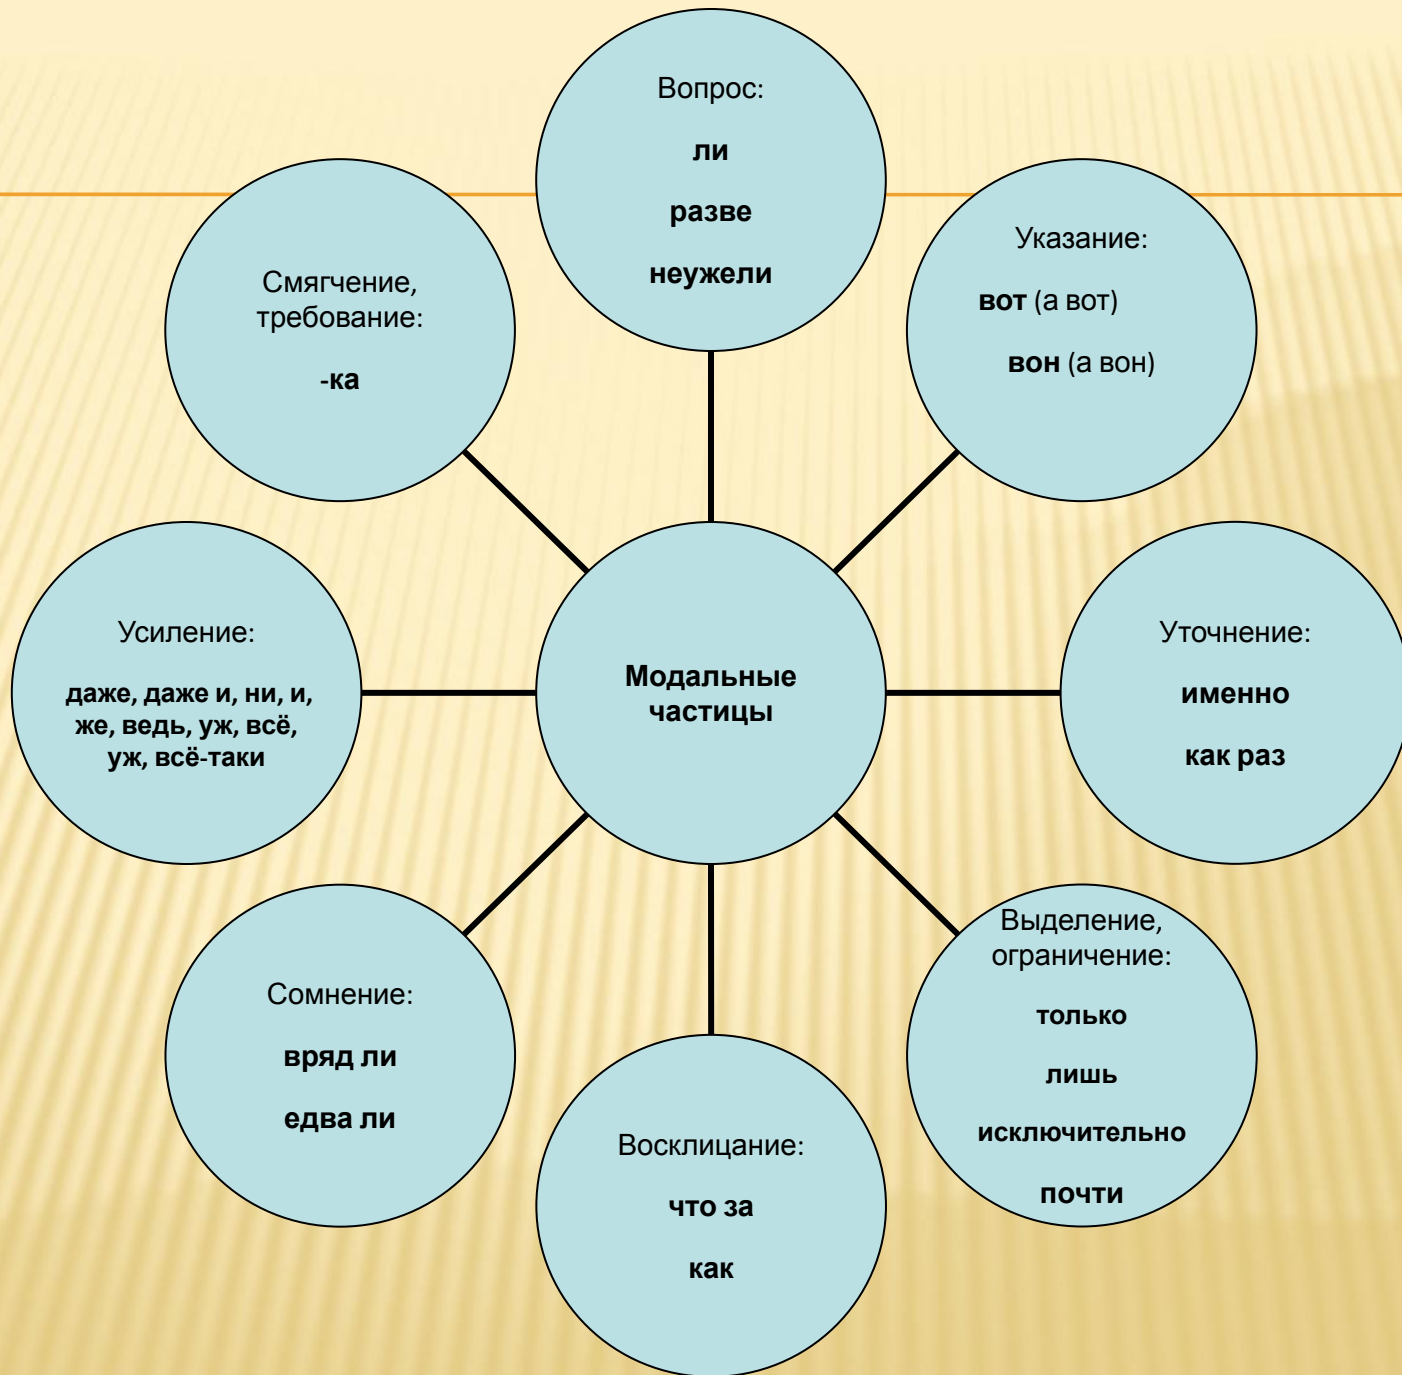 Вопрос:
ли
разве
неужели
Указание:
вот (а вот)
вон (а вон)
Уточнение:
именно
как раз
Выделение,
ограничение:
только
лишь
исключительно
почти
Восклицание:
что за
как
Сомнение:
вряд ли
едва ли
Усиление:
даже, даже и, ни, и,
же, ведь, уж, всё,
уж, всё-таки
Смягчение,
требование:
-ка
Модальные
частицы